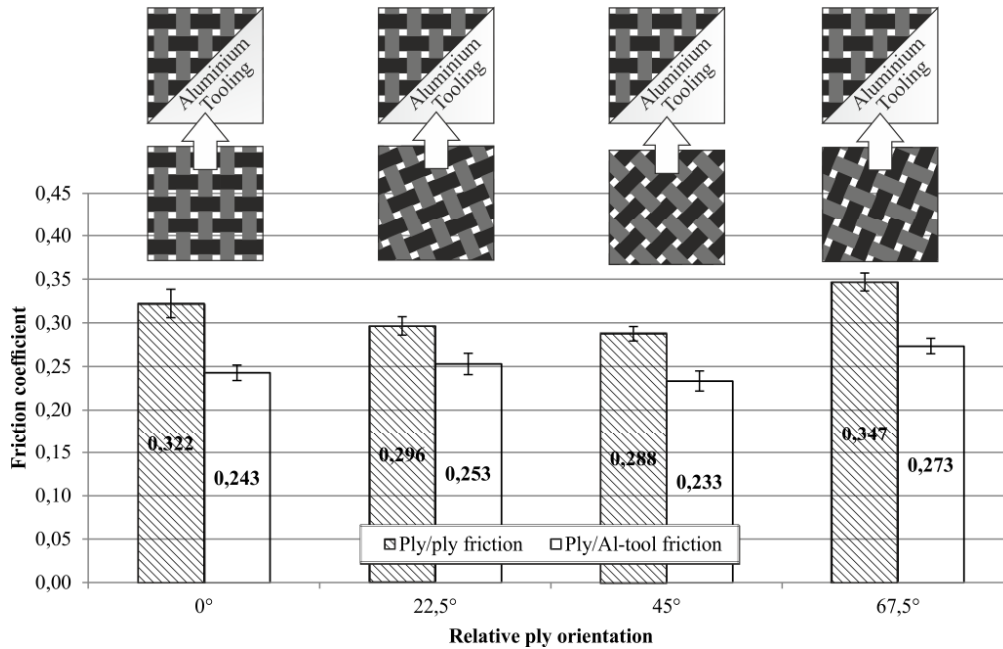 Aluminium
Tooling
Aluminium
Tooling
Aluminium
Tooling
Aluminium
Tooling
Friction coefficient
0,45
0,40
0,35
0,30
0,25
0,20
0,15
0,10
0,05
0,00
0,322
0,243
0,296
0,253
0,288
0,233
0,347
0,273
Ply/ply friction
Ply/Al-tool friction
0°
22,5°
45°
67,5°
Relative ply orientation